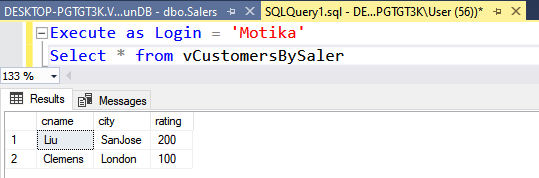 DESKTOP-PGTGT3K.V...unDB - dbo.Salers
SQLQuery1.sql - DE...PGTGT3K\User (56))*
Execute as Login = 'Motika'
Select * from vCustomersBySaler
133 %
Results Messages
cname city rating
1 Liu SanJose 200
2 Clemens London 100